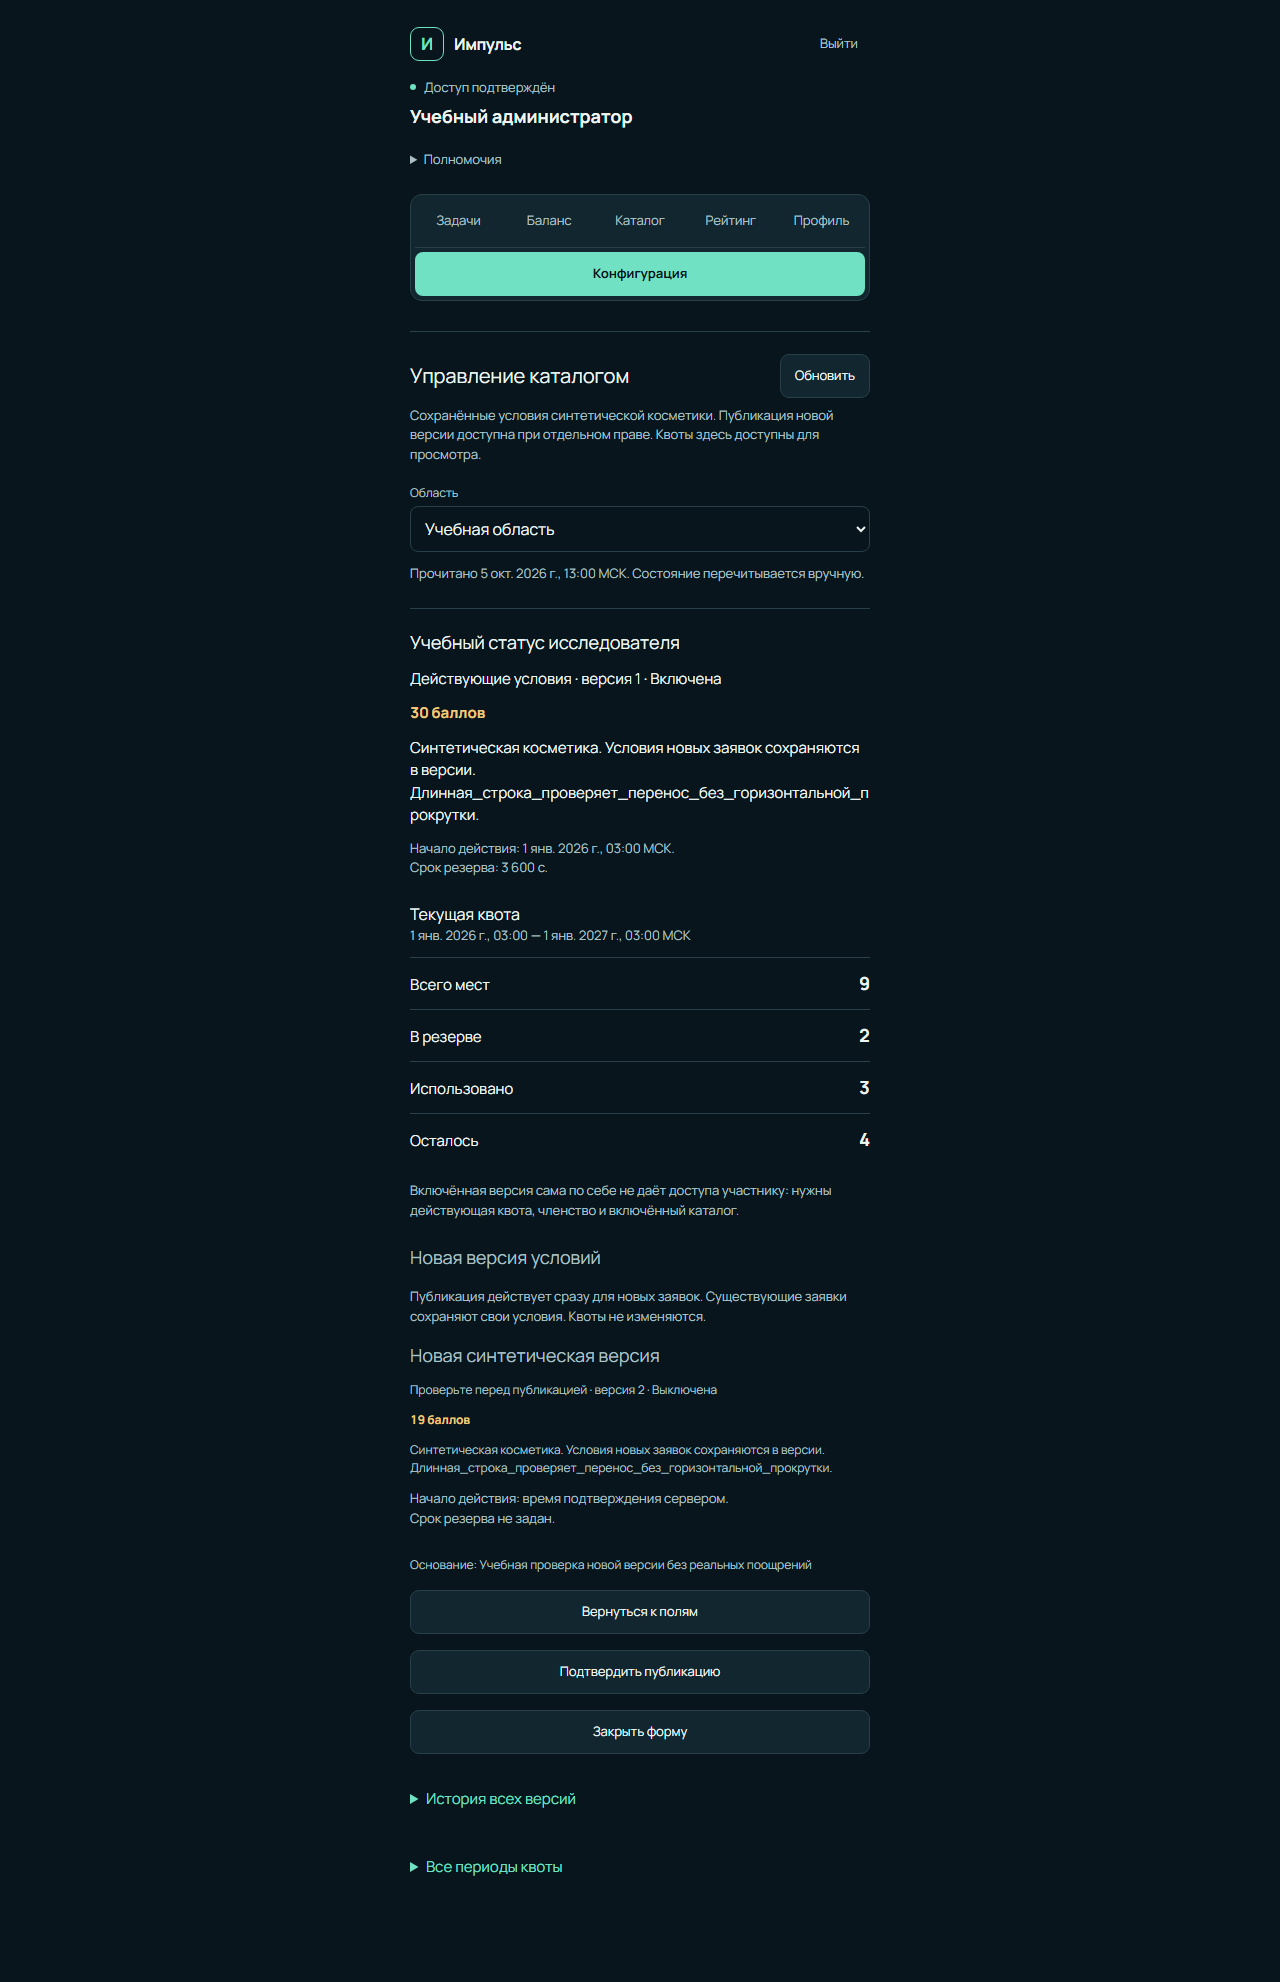 И Импульс
Выйти
Доступ подтверждён
Учебный администратор
Полномочия
Задачи Баланс Каталог Рейтинг Профиль
Конфигурация
Управление каталогом
Обновить
Сохранённые условия синтетической косметики. Публикация новой
версии доступна при отдельном праве. Квоты здесь доступны для
просмотра.
Область
Учебная область
Прочитано 5 окт. 2026 г., 13:00 МСК. Состояние перечитывается вручную.
Учебный статус исследователя
Действующие условия · версия 1 · Включена
30 баллов
Синтетическая косметика. Условия новых заявок сохраняются
в версии.
Длинная_строка_проверяет_перенос_без_горизонтальной_п
рокрутки.
Начало действия: 1 янв. 2026 г., 03:00 МСК.
Срок резерва: 3 600 с.
Текущая квота
1 янв. 2026 г., 03:00 — 1 янв. 2027 г., 03:00 МСК
Всего мест 9
В резерве 2
Использовано 3
Осталось 4
Включённая версия сама по себе не даёт доступа участнику: нужны
действующая квота, членство и включённый каталог.
Новая версия условий
Публикация действует сразу для новых заявок. Существующие заявки
сохраняют свои условия. Квоты не изменяются.
Новая синтетическая версия
Проверьте перед публикацией · версия 2 · Выключена
19 баллов
Синтетическая косметика. Условия новых заявок сохраняются в версии.
Длинная_строка_проверяет_перенос_без_горизонтальной_прокрутки.
Начало действия: время подтверждения сервером.
Срок резерва не задан.
Основание: Учебная проверка новой версии без реальных поощрений
Вернуться к полям
Подтвердить публикацию
Закрыть форму
История всех версий
Все периоды квоты